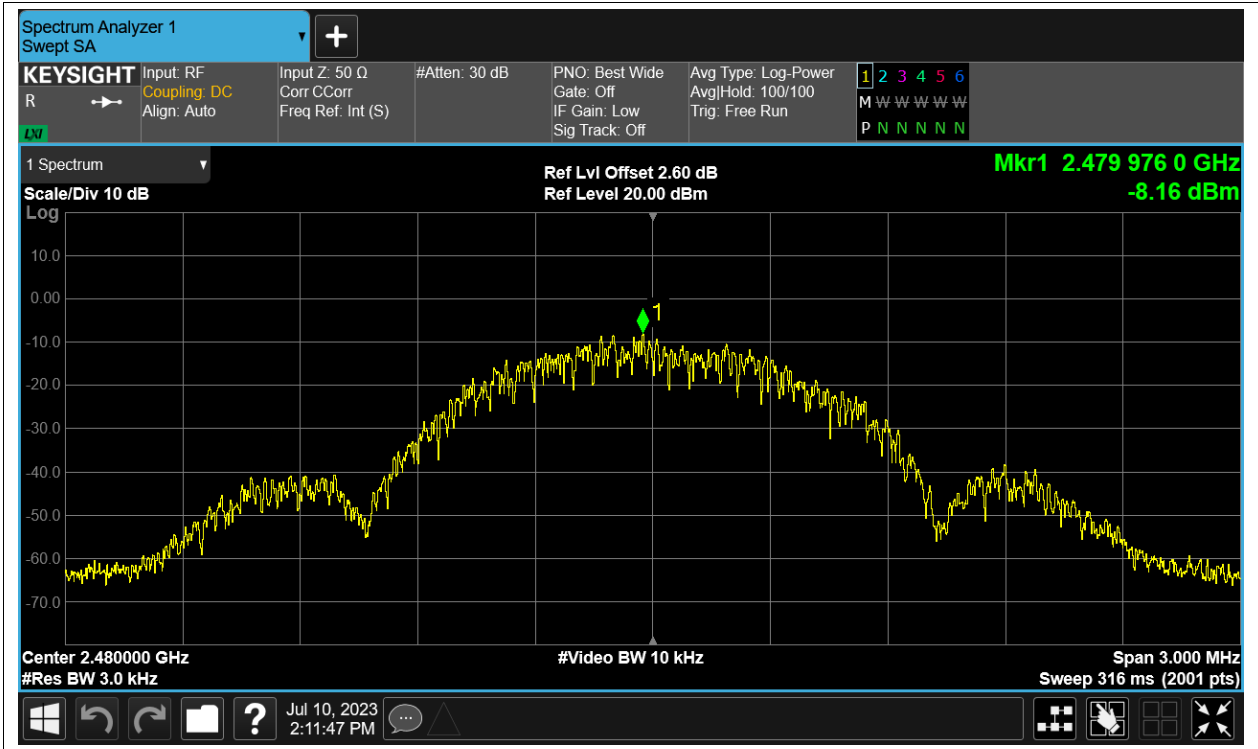 Spectrum Analyzer 1
Swept SA
KEYSIGHT
R
LXI
Input: RF
Coupling: DC
Align: Auto
Input Z: 50 Ω
Corr CCorr
Freq Ref: Int (S)
#Atten: 30 dB
PNO: Best Wide
Gate: Off
IF Gain: Low
Sig Track: Off
Avg Type: Log-Power
Avg|Hold: 100/100
Trig: Free Run
1 2 3 4 5 6
M W W W W W W
P N N N N N
1 Spectrum
Scale/Div 10 dB
Log
Ref Lvl Offset 2.60 dB
Ref Level 20.00 dBm
Mkr1 2.479 976 0 GHz
-8.16 dBm
10.0
0.00
1
-10.0
-20.0
-30.0
-40.0
-50.0
-60.0
-70.0
Center 2.480000 GHz
#Video BW 10 kHz
Span 3.000 MHz
#Res BW 3.0 kHz
Sweep 316 ms (2001 pts)
?
Jul 10, 2023
2:11:47 PM